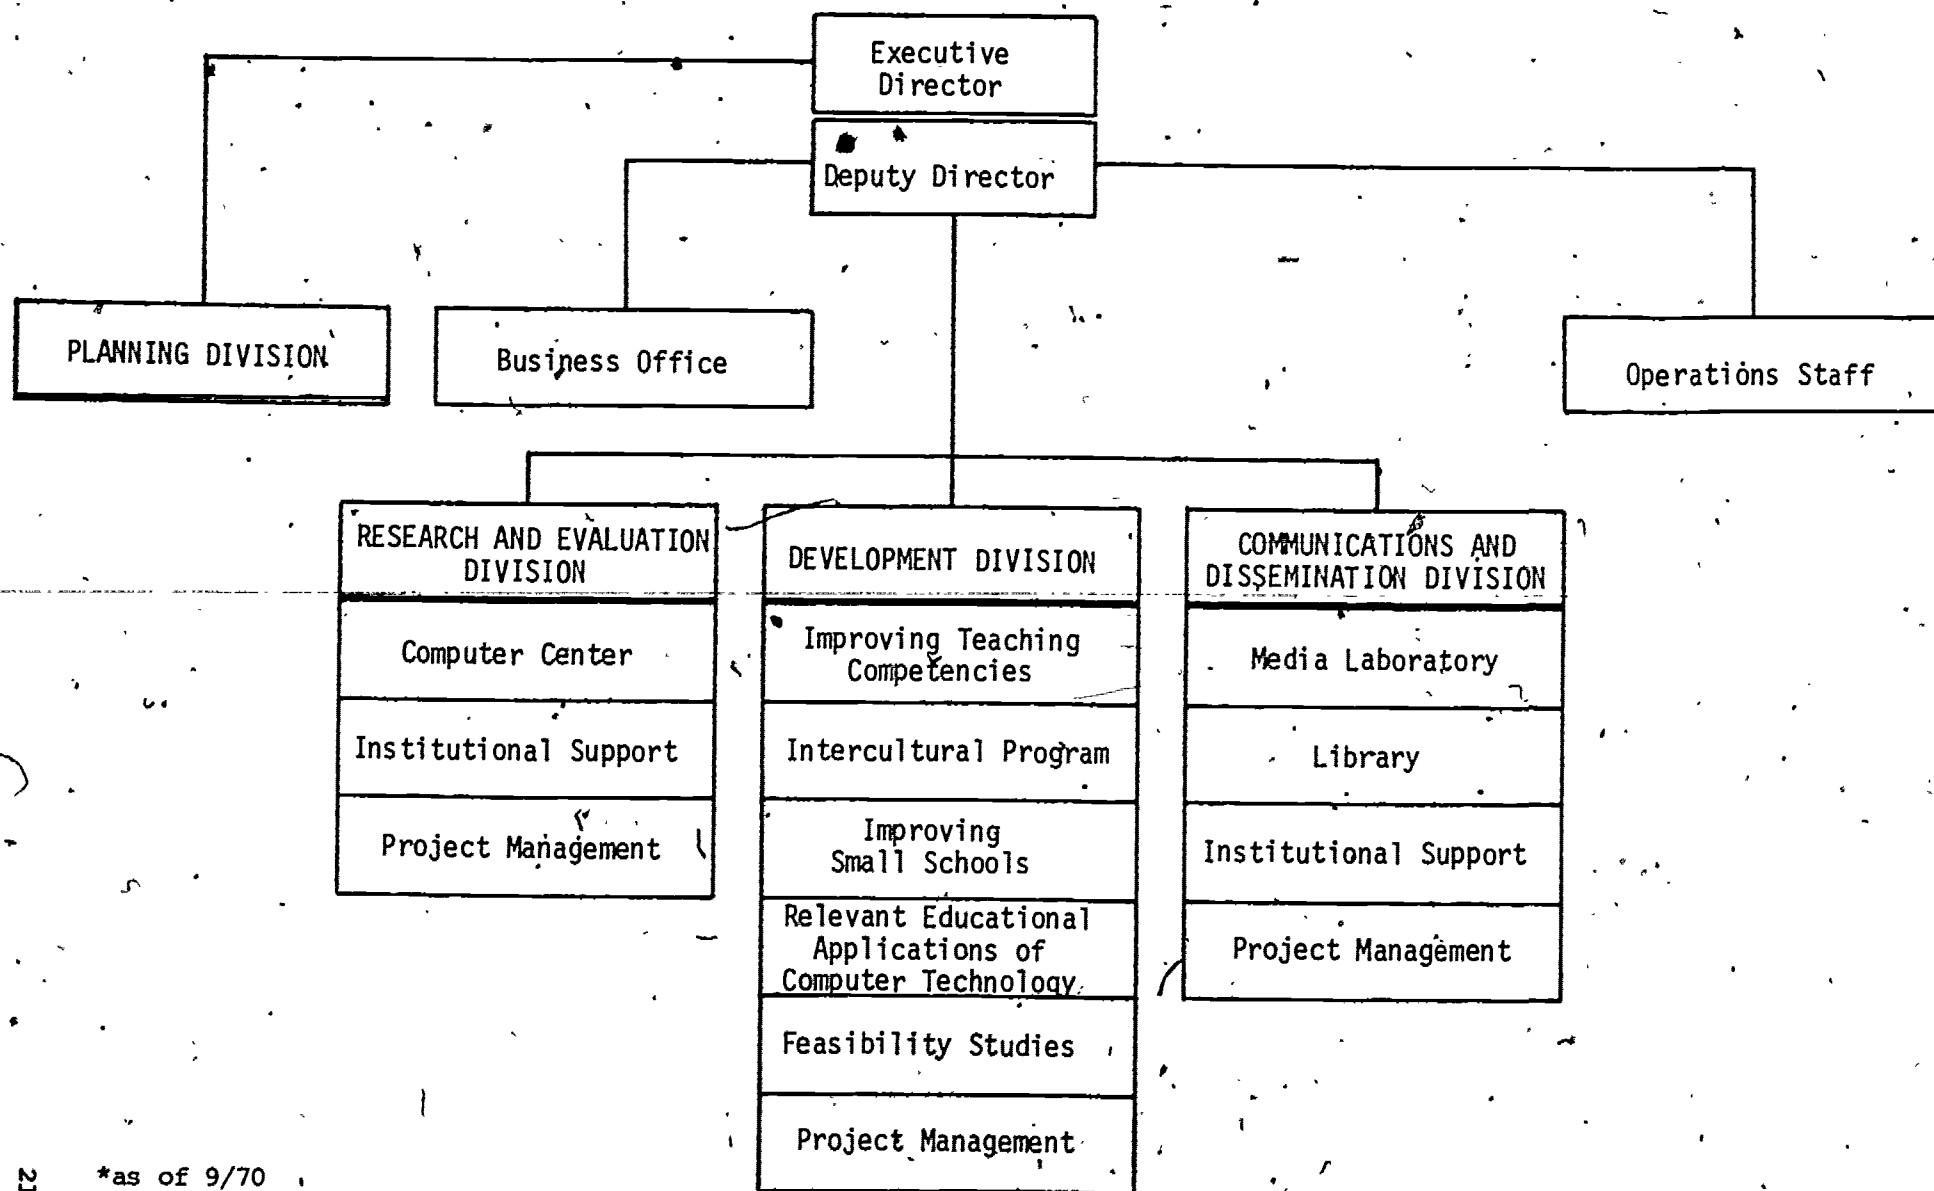 Executive
Director
Deputy Director
PLANNING DIVISION
Business Office
Operations Staff
RESEARCH AND EVALUATION
DIVISION
Computer Center
Institutional Support
Project Management
DEVELOPMENT DIVISION
Improving Teaching
Competencies
Intercultural Program
Improving
Small Schools
Relevant Educational
Applications of
Computer Technology
Feasibility Studies
Project Management
COMMUNICATIONS AND
DISSEMINATION DIVISION
Media Laboratory
Library
Institutional Support
Project Management
*as of 9/70